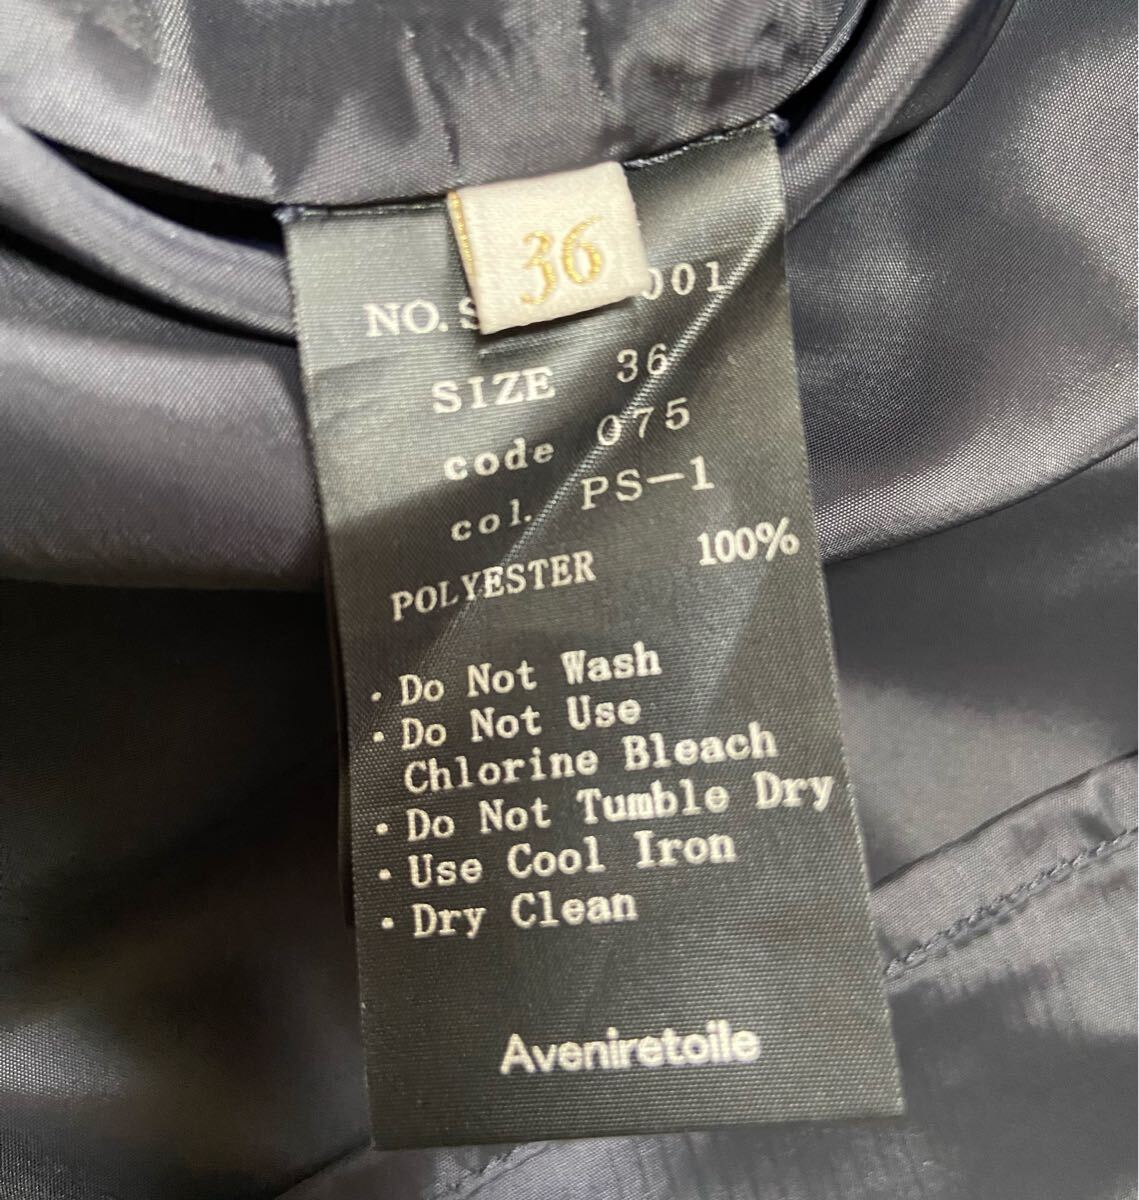 36
NO. S 001
SIZE 36
code 075
col. PS-1
POLYESTER 100%
・Do Not Wash
・Do Not Use
Chlorine Bleach
・Do Not Tumble Dry
・Use Cool Iron
・Dry Clean
Aveniretoile